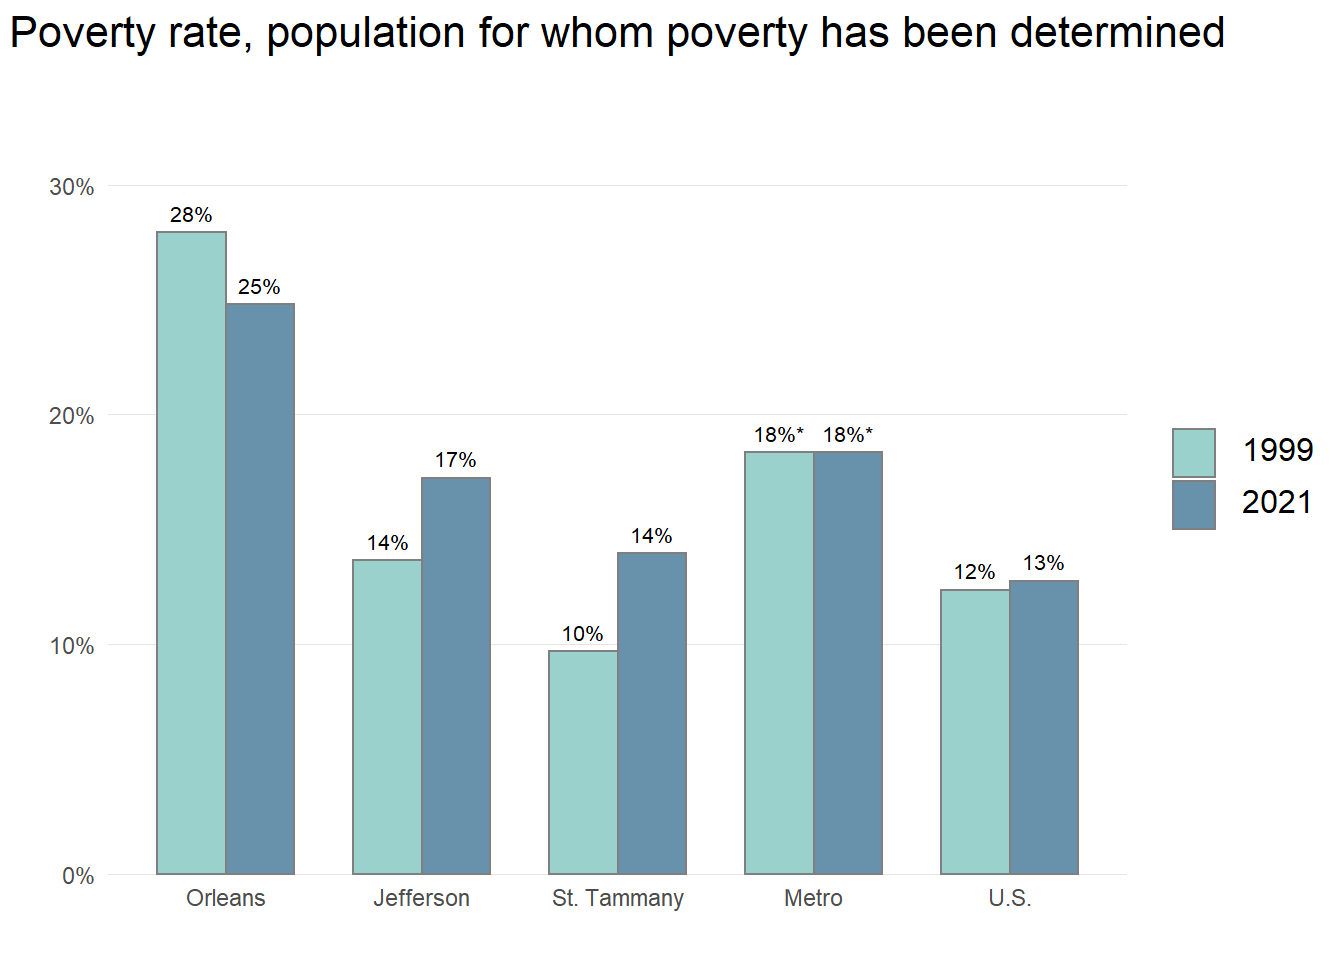 Poverty rate, population for whom poverty has been determined
30%
20%
10%
0%
28%
25%
14%
17%
10%
14%
18%*
18%*
12%
13%
Orleans
Jefferson
St. Tammany
Metro
U.S.
1999
2021